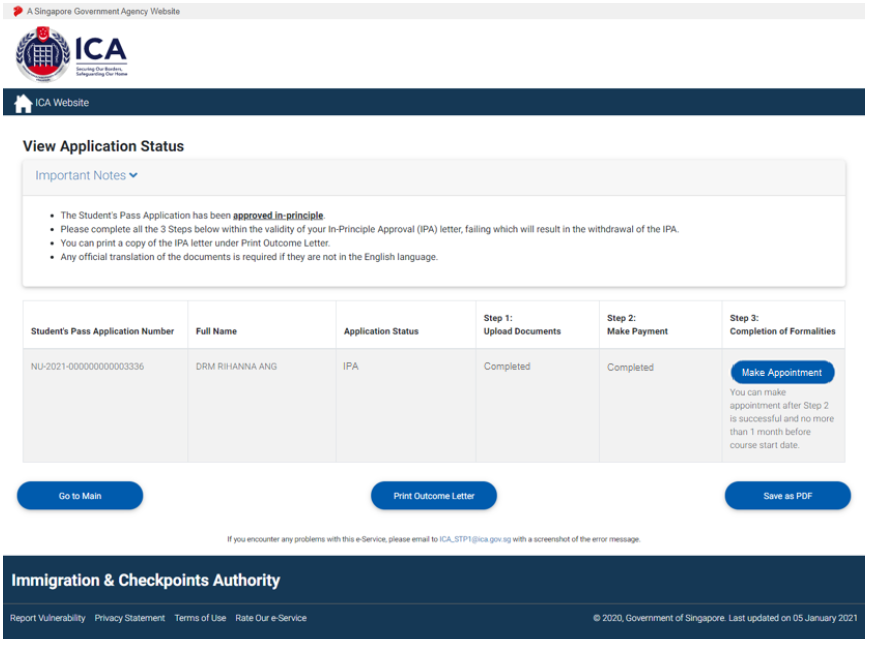 A Singapore Government Agency Website
ICA
Securing Our Borders,
Safeguarding Our Home
ICA Website
View Application Status
Important Notes
• The Student's Pass Application has been approved in-principle.
• Please complete all the 3 Steps below within the validity of your In-Principle Approval (IPA) letter, failing which will result in the withdrawal of the IPA.
• You can print a copy of the IPA letter under Print Outcome Letter.
• Any official translation of the documents is required if they are not in the English language.
Student's Pass Application Number
Full Name
Application Status
Step 1:
Upload Documents
Step 2:
Make Payment
Step 3:
Completion of Formalities
NU-2021-000000000003336
DRM RIHANNA ANG
IPA
Completed
Completed
Make Appointment
You can make
appointment after Step 2
is successful and no more
than 1 month before
course start date.
Go to Main
Print Outcome Letter
Save as PDF
If you encounter any problems with this e-Service, please email to ICA_STP1@ica.gov.sg with a screenshot of the error message.
Immigration & Checkpoints Authority
Report Vulnerability Privacy Statement Terms of Use Rate Our e-Service
© 2020, Government of Singapore. Last updated on 05 January 2021